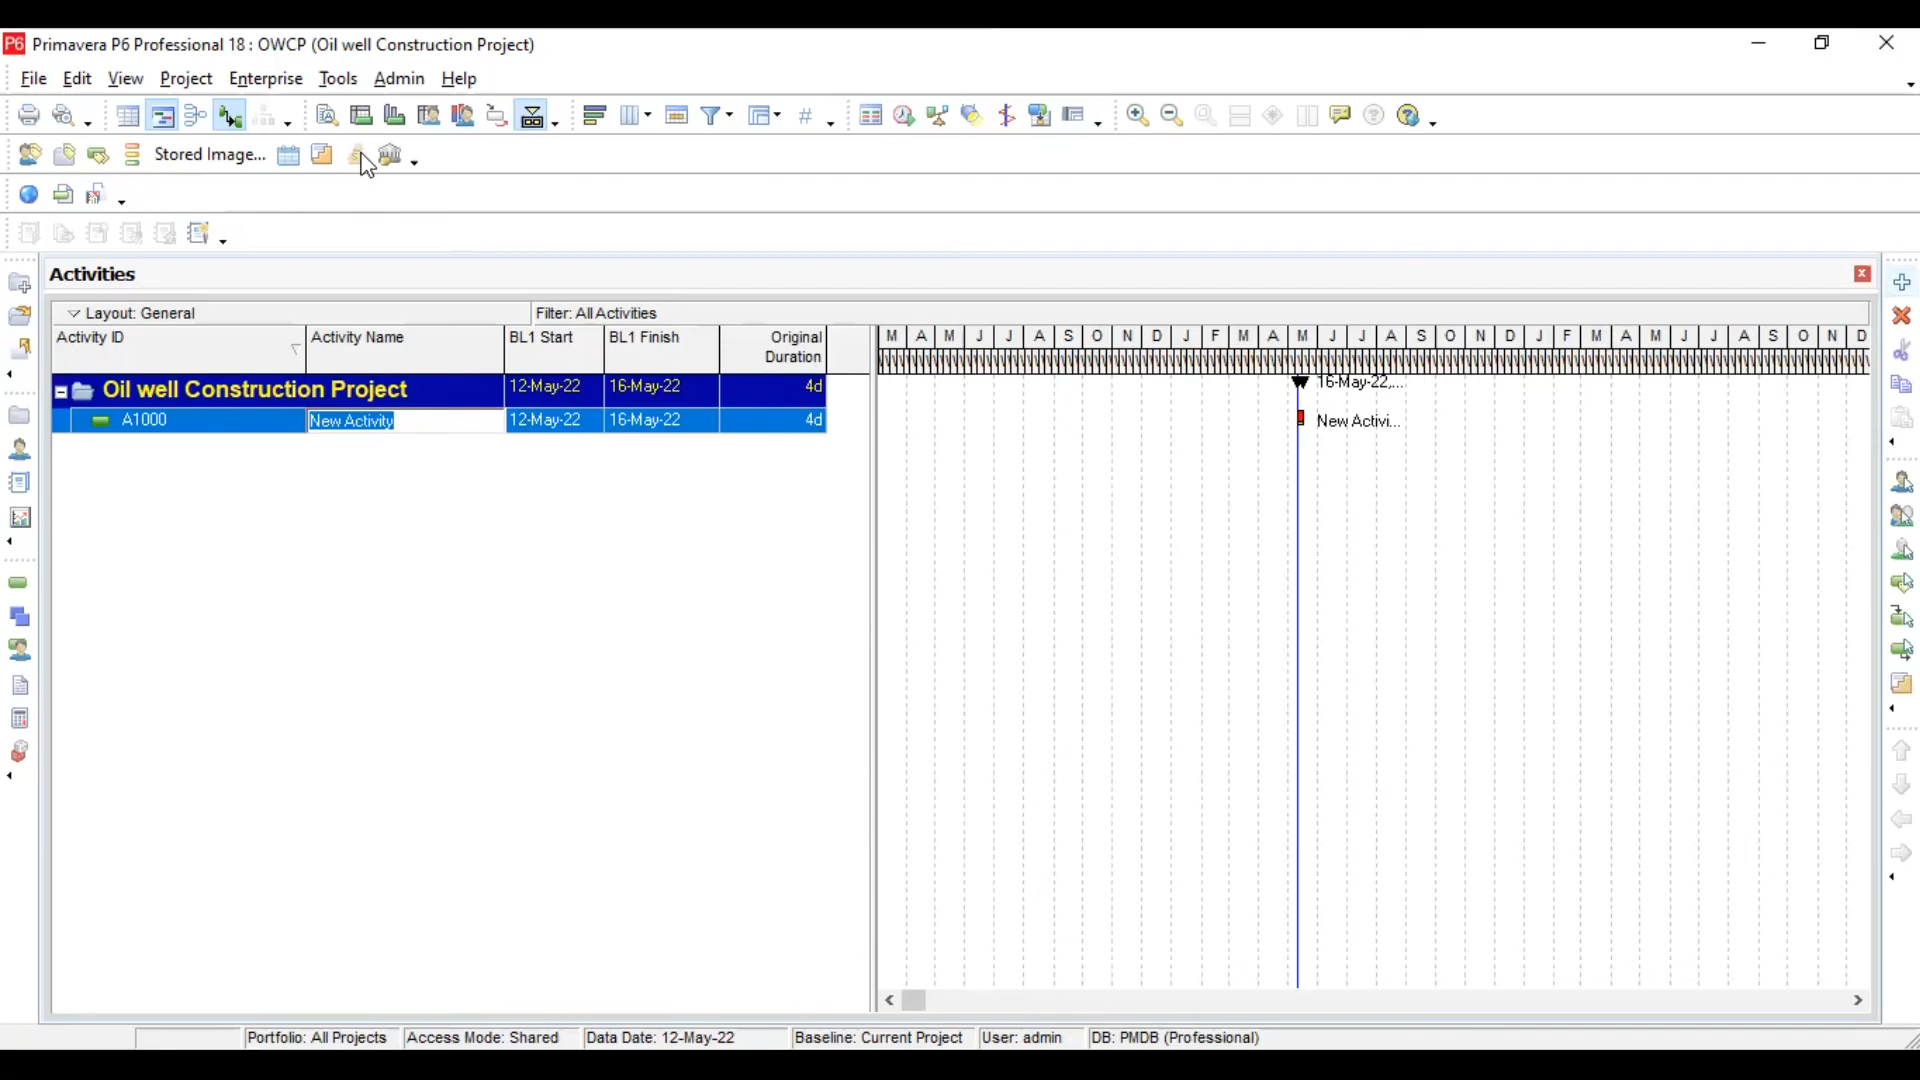 P6 Primavera P6 Professional 18 : OWCP (Oil well Construction Project)
File Edit View Project Enterprise Tools Admin Help
Stored Image...
Activities
Layout: General Filter: All Activities
Activity ID Activity Name BL1 Start BL1 Finish Original Duration M A M J J A S O N D J F M A M J J A S O N D J F M A M J J A S O N D
Oil well Construction Project 12-May-22 16-May-22 4d 16-May-22,...
A1000 New Activity 12-May-22 16-May-22 4d New Activi...
Portfolio: All Projects Access Mode: Shared Data Date: 12-May-22 Baseline: Current Project User: admin DB: PMDB (Professional)